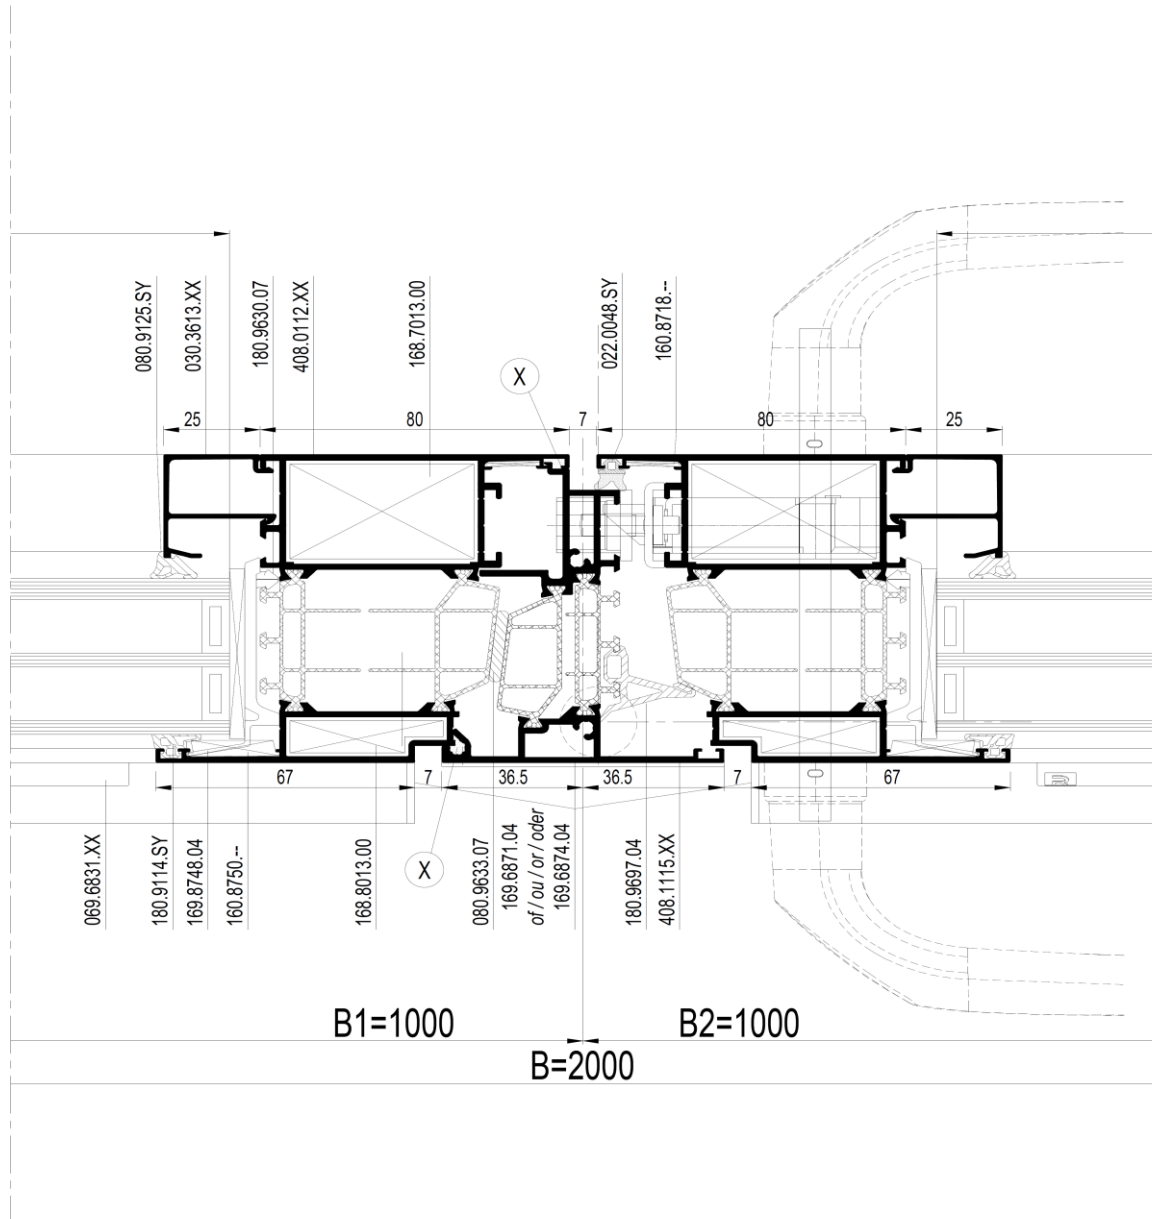 080.9125.SY
030.3613.XX
180.9630.07
408.0112.XX
168.7013.00
022.0048.SY
160.8718.--
X
25
80
7
80
25
67
7
36.5
36.5
7
67
069.6831.XX
180.9114.SY
169.8748.04
160.8750.--
168.8013.00
X
080.9633.07
169.6871.04
of / ou / or / oder
169.6874.04
180.9697.04
408.1115.XX
B1=1000
B2=1000
B=2000